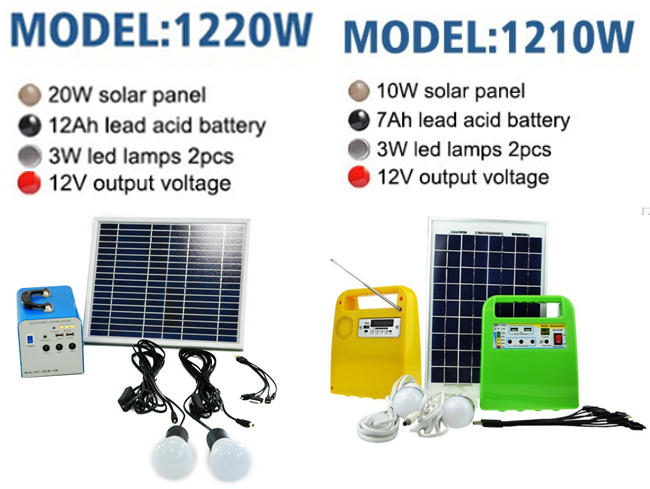 MODEL:1220W
20W solar panel
12Ah lead acid battery
3W led lamps 2pcs
12V output voltage
MODEL:1210W
10W solar panel
7Ah lead acid battery
3W led lamps 2pcs
12V output voltage